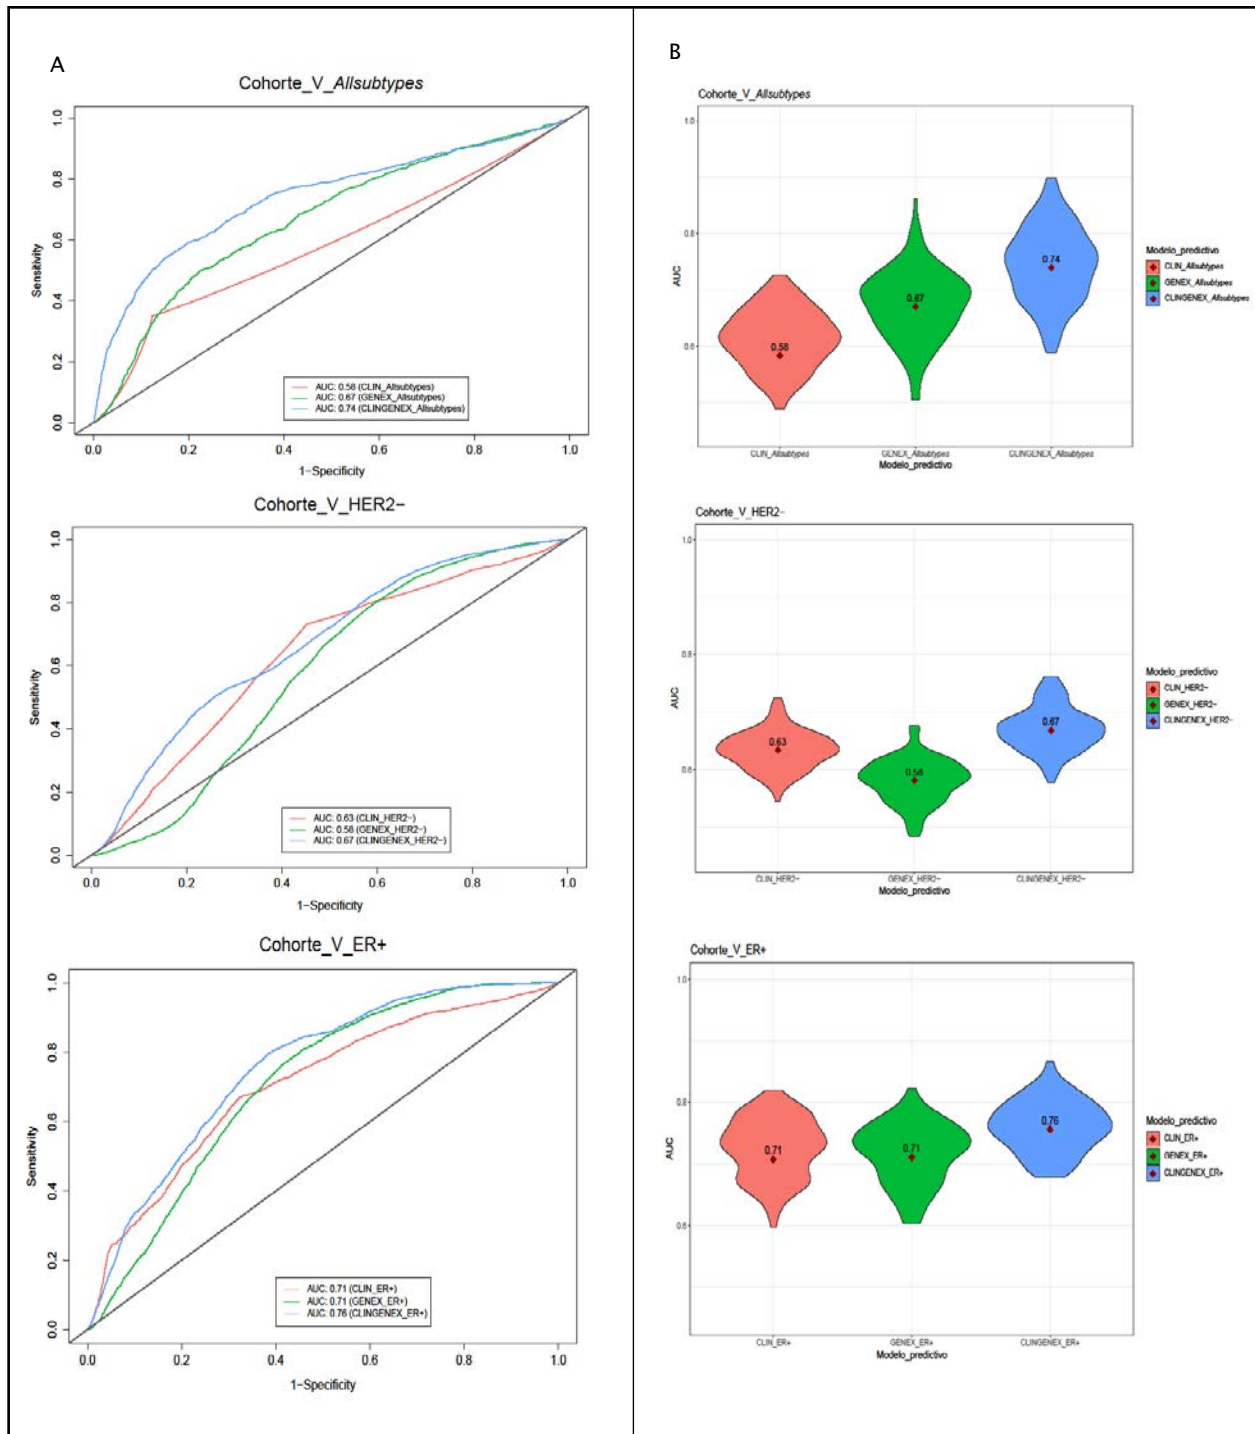 A
Cohorte_V_Allsubtypes
Sensitivity
1.0
0.8
0.6
0.4
0.2
0.0
AUC: 0.58 (CLIN_Allsubtypes)
AUC: 0.67 (GENEX_Allsubtypes)
AUC: 0.74 (CLINGENEX_Allsubtypes)
0.0 0.2 0.4 0.6 0.8 1.0
1-Specificity
Cohorte_V_HER2-
Sensitivity
1.0
0.8
0.6
0.4
0.2
0.0
AUC: 0.63 (CLIN_HER2-)
AUC: 0.58 (GENEX_HER2-)
AUC: 0.67 (CLINGENEX_HER2-)
0.0 0.2 0.4 0.6 0.8 1.0
1-Specificity
Cohorte_V_ER+
Sensitivity
1.0
0.8
0.6
0.4
0.2
0.0
AUC: 0.71 (CLIN_ER+)
AUC: 0.71 (GENEX_ER+)
AUC: 0.76 (CLINGENEX_ER+)
0.0 0.2 0.4 0.6 0.8 1.0
1-Specificity
B
Cohorte_V_Allsubtypes
AUC
1.0
0.8
0.6
0.58
0.67
0.74
CLIN_Allsubtypes GENEX_Allsubtypes CLINGENEX_Allsubtypes
Modelo_predictivo
Modelo_predictivo
CLIN_Allsubtypes
GENEX_Allsubtypes
CLINGENEX_Allsubtypes
Cohorte_V_HER2-
AUC
1.0
0.8
0.6
0.63
0.58
0.67
CLIN_HER2- GENEX_HER2- CLINGENEX_HER2-
Modelo_predictivo
Modelo_predictivo
CLIN_HER2-
GENEX_HER2-
CLINGENEX_HER2-
Cohorte_V_ER+
AUC
1.0
0.8
0.6
0.71
0.71
0.76
CLIN_ER+ GENEX_ER+ CLINGENEX_ER+
Modelo_predictivo
Modelo_predictivo
CLIN_ER+
GENEX_ER+
CLINGENEX_ER+